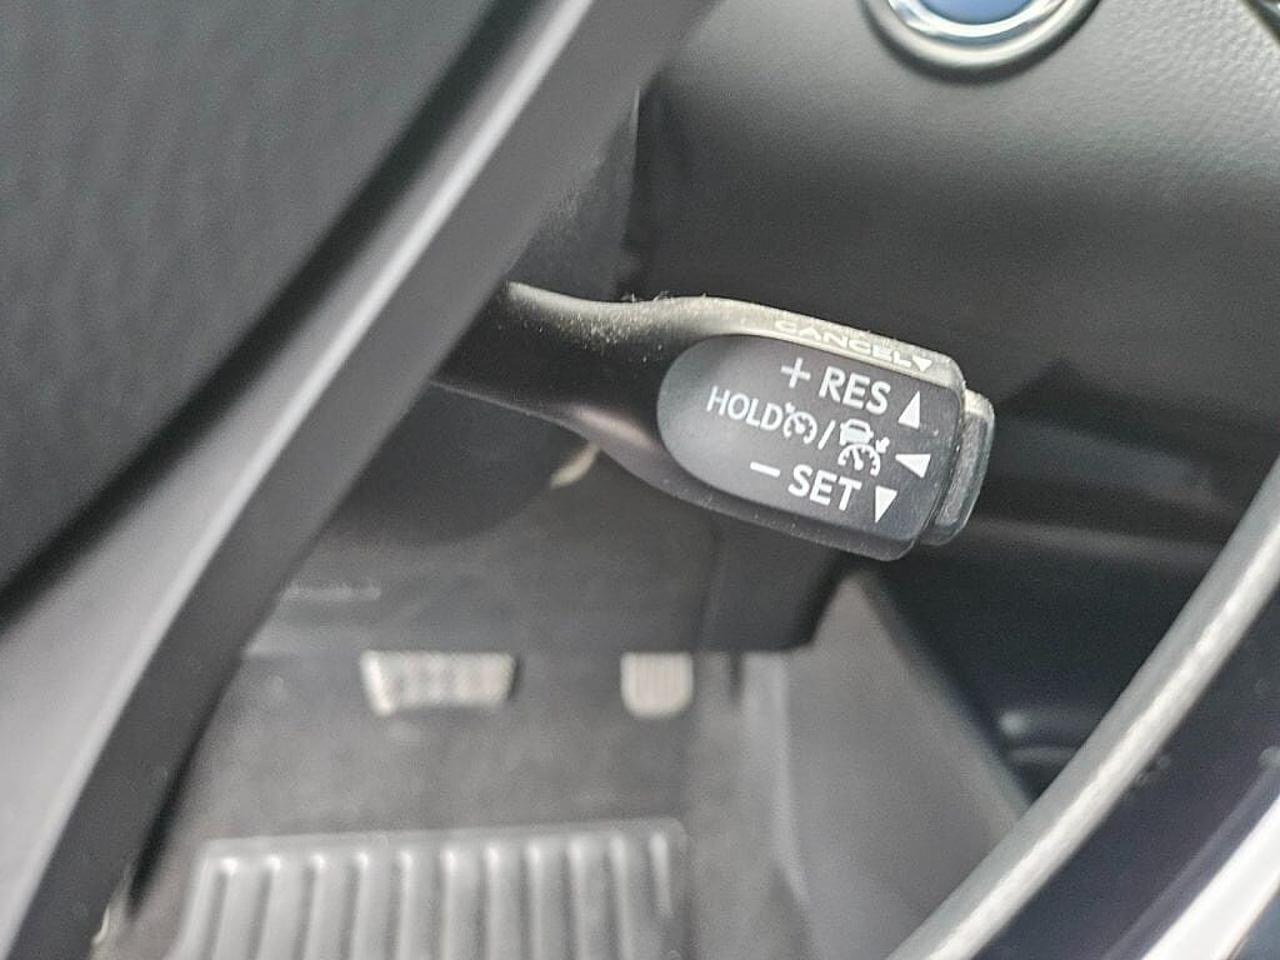 CANCEL▼
+ RES ▲
HOLD / ◀
− SET ▼